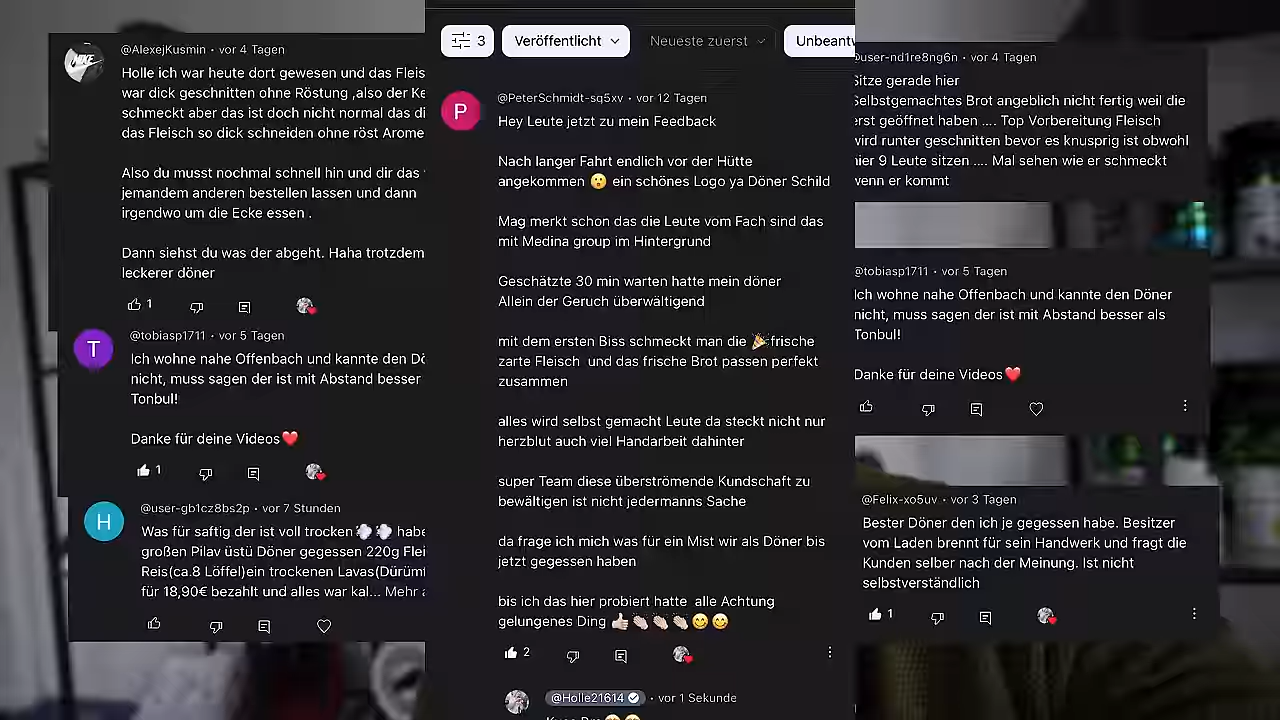 @AlexejKusmin • vor 4 Tagen
Holle ich war heute dort gewesen und das Fleis
war dick geschnitten ohne Röstung ,also der Ke
schmeckt aber das ist doch nicht normal das di
das Fleisch so dick schneiden ohne röst Arome
Also du musst nochmal schnell hin und dir das
jemandem anderen bestellen lassen und dann
irgendwo um die Ecke essen .
Dann siehst du was der abgeht. Haha trotzdem
leckerer döner
1
T
@tobiasp1711 • vor 5 Tagen
Ich wohne nahe Offenbach und kannte den Dö
nicht, muss sagen der ist mit Abstand besser
Tonbul!
Danke für deine Videos❤️
1
H
@user-gb1cz8bs2p • vor 7 Stunden
Was für saftig der ist voll trocken💨💨 habe
großen Pilav üstü Döner gegessen 220g Flei
Reis(ca.8 Löffel)ein trockenen Lavas(Dürümt
für 18,90€ bezahlt und alles war kal... Mehr
3
Veröffentlicht
Neueste zuerst
Unbeantw
P
@PeterSchmidt-sq5xv • vor 12 Tagen
Hey Leute jetzt zu mein Feedback
Nach langer Fahrt endlich vor der Hütte
angekommen 😮 ein schönes Logo ya Döner Schild
Mag merkt schon das die Leute vom Fach sind das
mit Medina group im Hintergrund
Geschätzte 30 min warten hatte mein döner
Allein der Geruch überwältigend
mit dem ersten Biss schmeckt man die 🎉frische
zarte Fleisch und das frische Brot passen perfekt
zusammen
alles wird selbst gemacht Leute da steckt nicht nur
herzblut auch viel Handarbeit dahinter
super Team diese überströmende Kundschaft zu
bewältigen ist nicht jedermanns Sache
da frage ich mich was für ein Mist wir als Döner bis
jetzt gegessen haben
bis ich das hier probiert hatte alle Achtung
gelungenes Ding 👍🏻👏🏻👏🏻👏🏻😋😋
2
@Holle21614 • vor 1 Sekunde
@user-nd1re8ng6n • vor 4 Tagen
Sitze gerade hier
Selbstgemachtes Brot angeblich nicht fertig weil die
erst geöffnet haben .... Top Vorbereitung Fleisch
wird runter geschnitten bevor es knusprig ist obwohl
hier 9 Leute sitzen .... Mal sehen wie er schmeckt
wenn er kommt
@tobiasp1711 • vor 5 Tagen
Ich wohne nahe Offenbach und kannte den Döner
nicht, muss sagen der ist mit Abstand besser als
Tonbul!
Danke für deine Videos❤️
@Felix-xo5uv • vor 3 Tagen
Bester Döner den ich je gegessen habe. Besitzer
vom Laden brennt für sein Handwerk und fragt die
Kunden selber nach der Meinung. Ist nicht
selbstverständlich
1